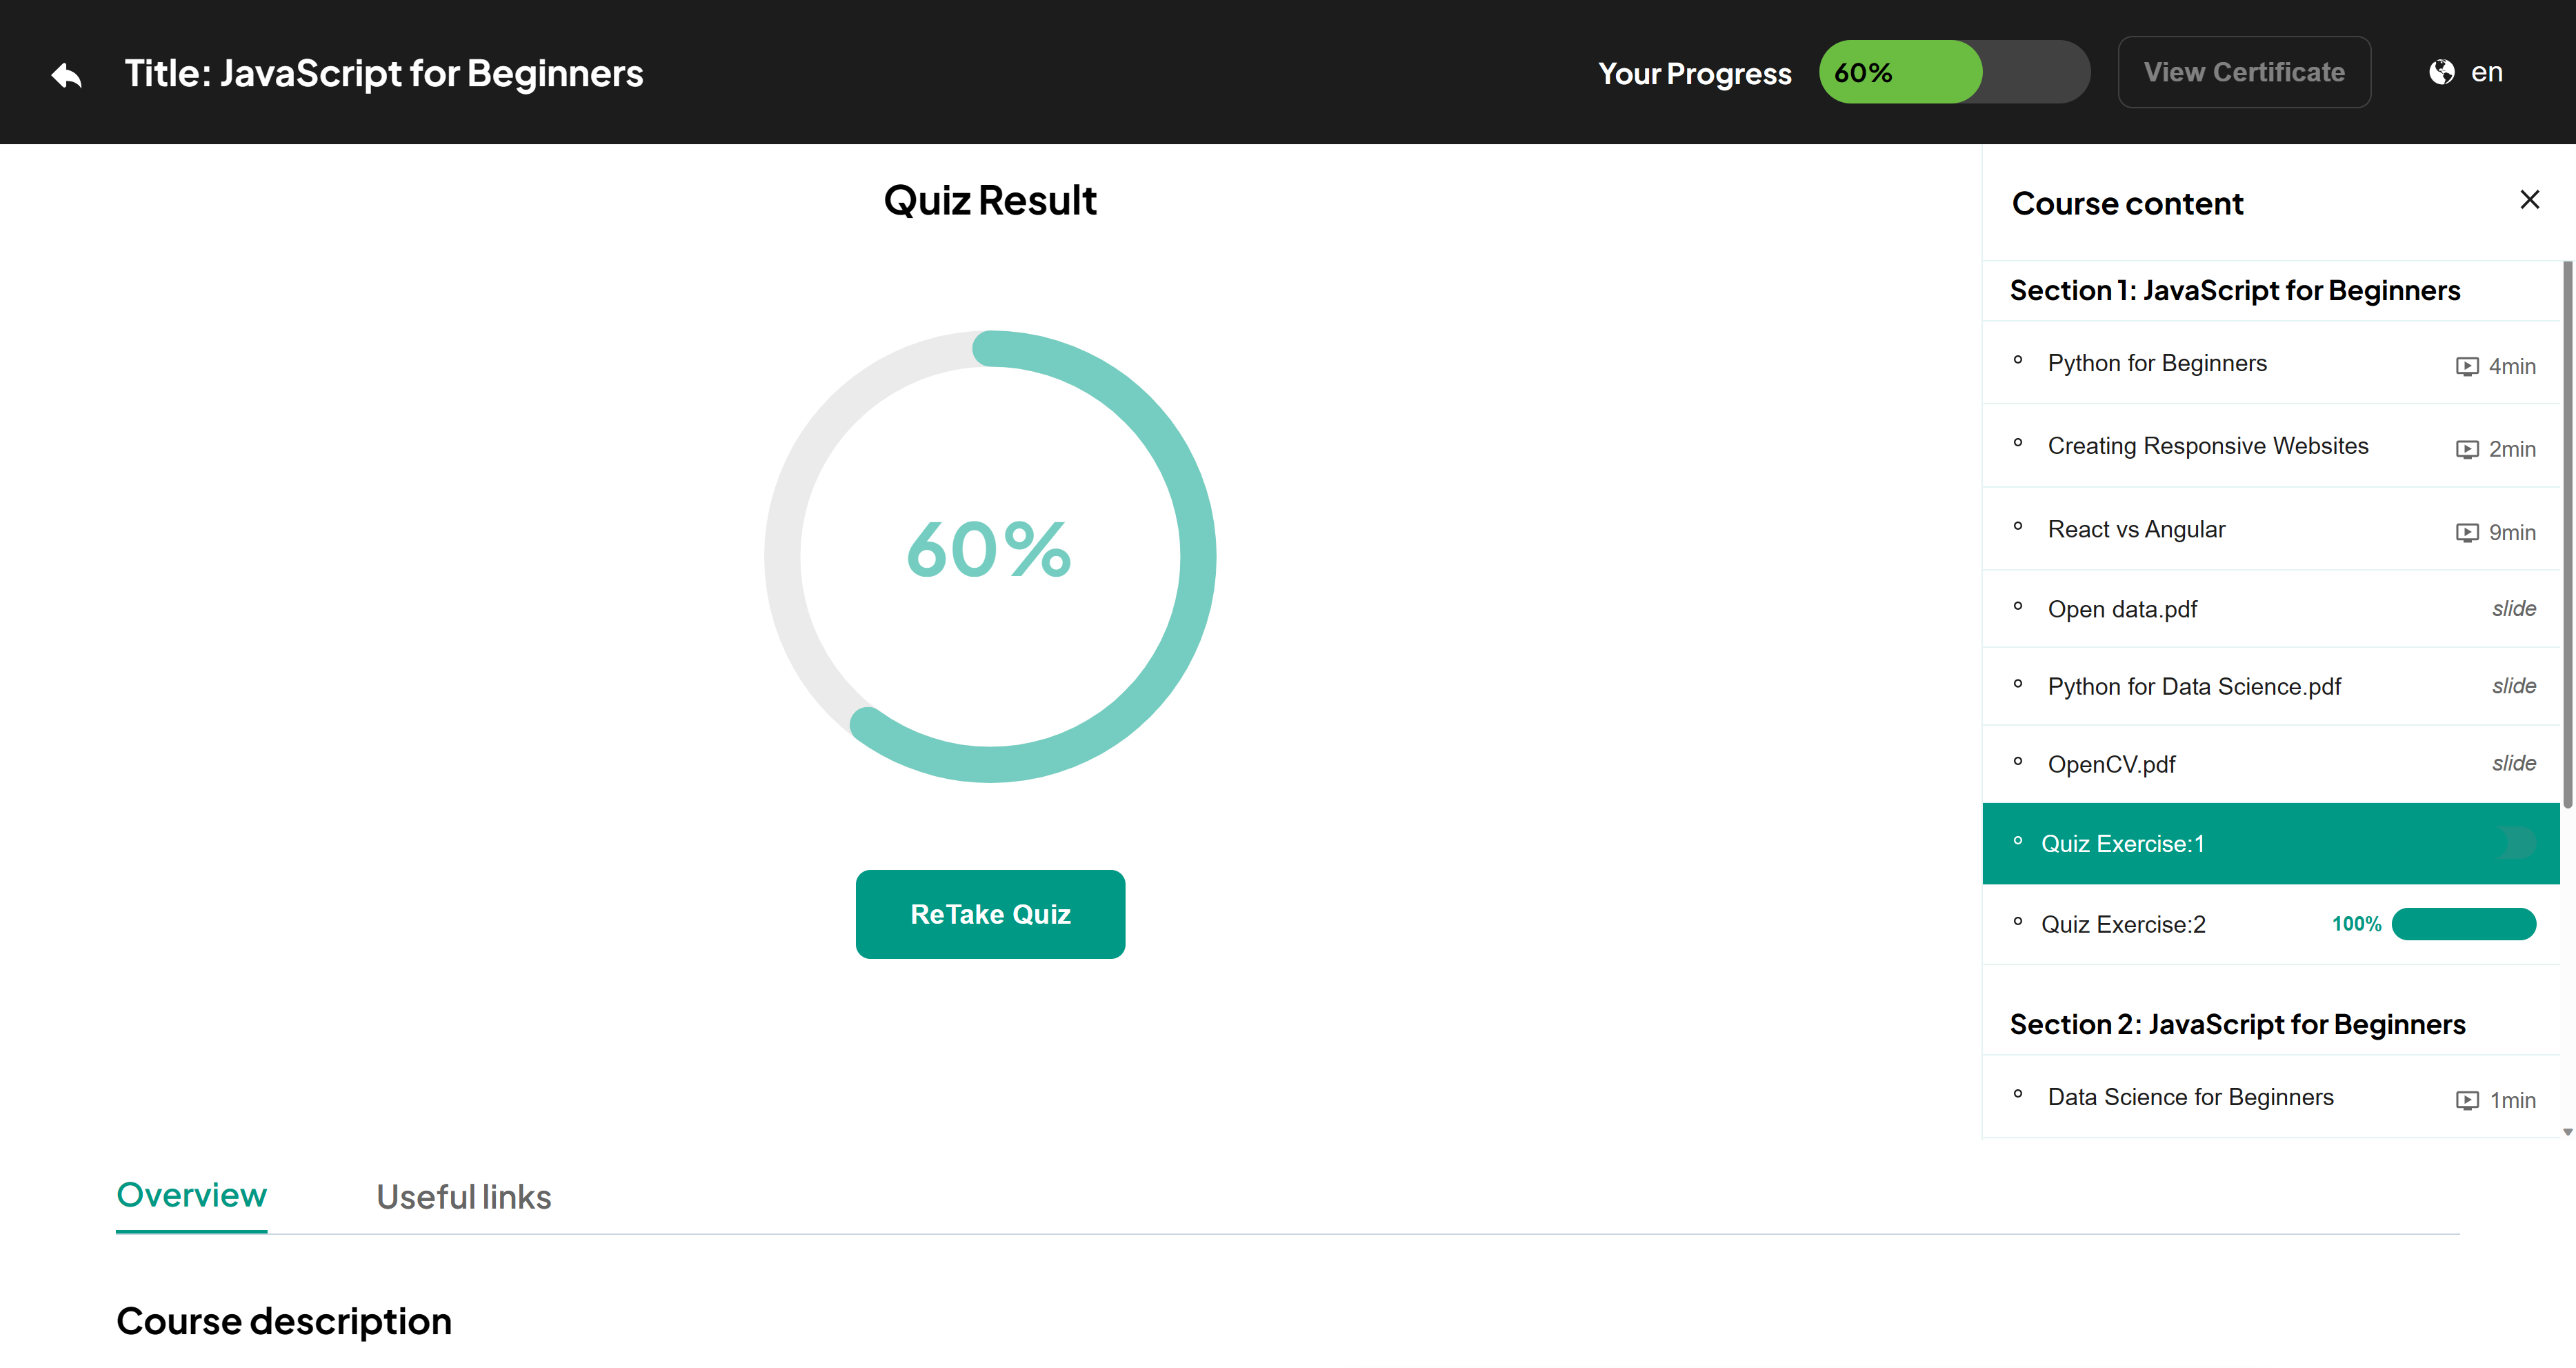 Title: JavaScript for Beginners
Your Progress
60%
View Certificate
en
Quiz Result
60%
ReTake Quiz
Course content
Section 1: JavaScript for Beginners
Python for Beginners 4min
Creating Responsive Websites 2min
React vs Angular 9min
Open data.pdf slide
Python for Data Science.pdf slide
OpenCV.pdf slide
Quiz Exercise:1
Quiz Exercise:2 100%
Section 2: JavaScript for Beginners
Data Science for Beginners 1min
Overview
Useful links
Course description